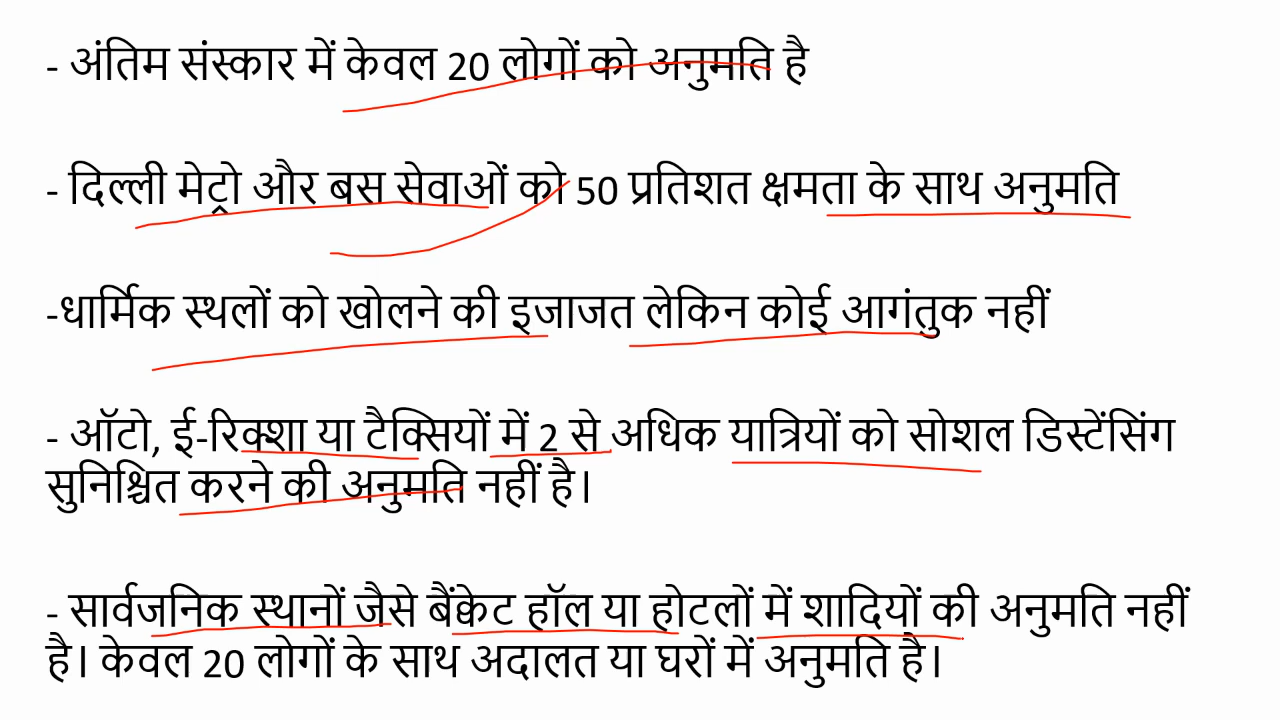 - अंतिम संस्कार में केवल 20 लोगों को अनुमति है
- दिल्ली मेट्रो और बस सेवाओं को 50 प्रतिशत क्षमता के साथ अनुमति
-धार्मिक स्थलों को खोलने की इजाजत लेकिन कोई आगंतुक नहीं
- ऑटो, ई-रिक्शा या टैक्सियों में 2 से अधिक यात्रियों को सोशल डिस्टेंसिंग
सुनिश्चित करने की अनुमति नहीं है।
- सार्वजनिक स्थानों जैसे बैंक्वेट हॉल या होटलों में शादियों की अनुमति नहीं
है। केवल 20 लोगों के साथ अदालत या घरों में अनुमति है।